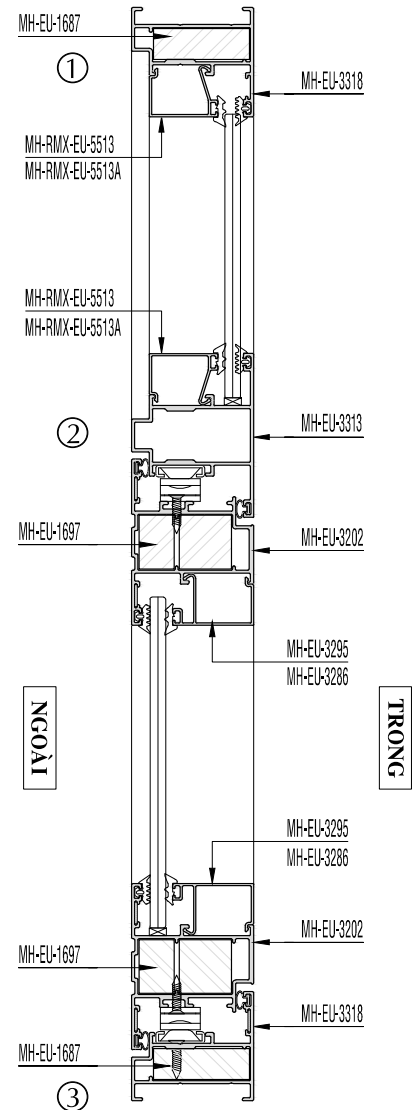 MH-EU-1687
1
MH-EU-3318
MH-RMX-EU-5513
MH-RMX-EU-5513A
MH-RMX-EU-5513
MH-RMX-EU-5513A
2
MH-EU-3313
MH-EU-1697
MH-EU-3202
MH-EU-3295
MH-EU-3286
NGOÀI
TRONG
MH-EU-3295
MH-EU-3286
MH-EU-3202
MH-EU-1697
MH-EU-3318
MH-EU-1687
3